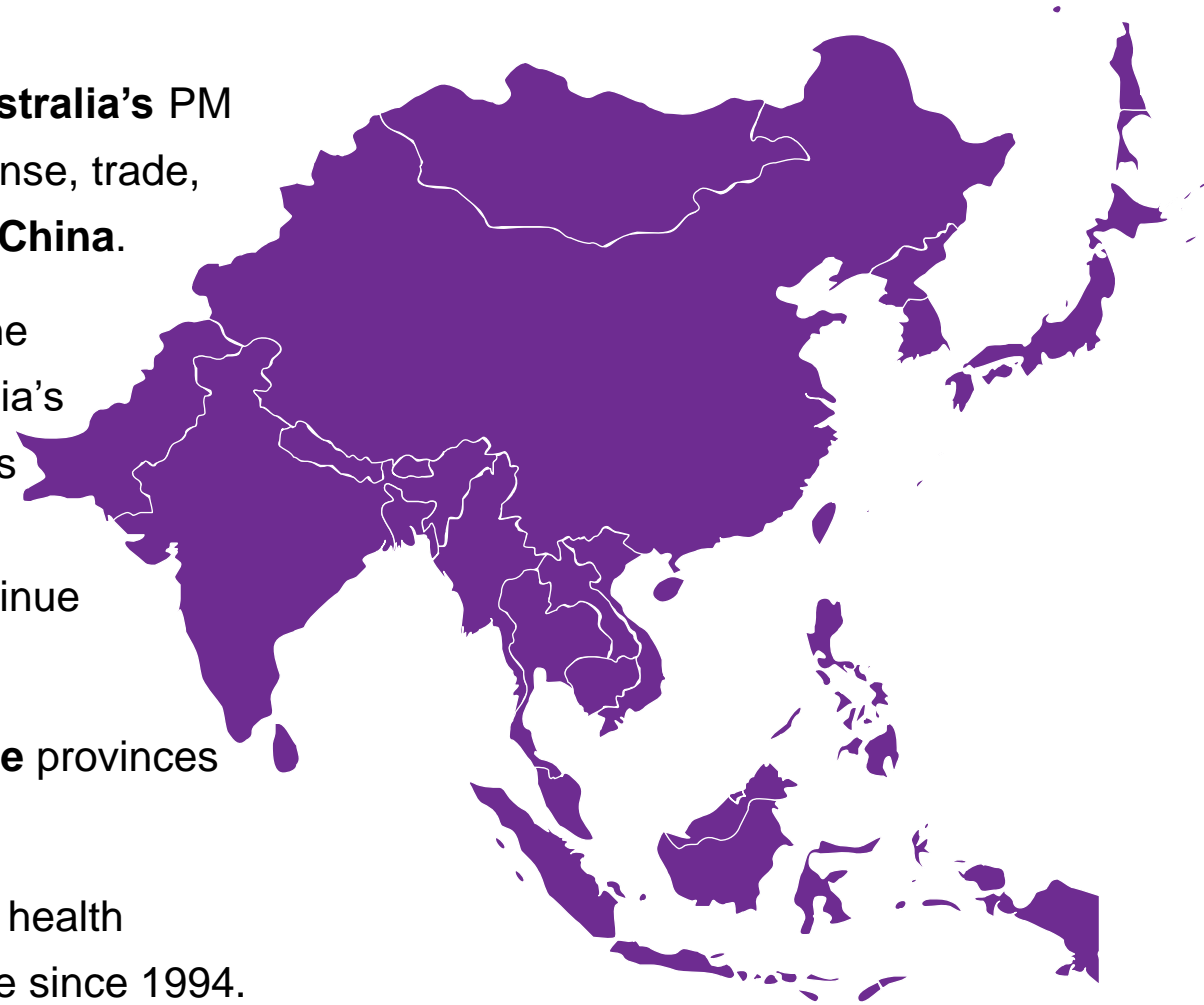 stralia’s PM
nse, trade,
China.
ne
ia’s
s
inue
e provinces
health
e since 1994.